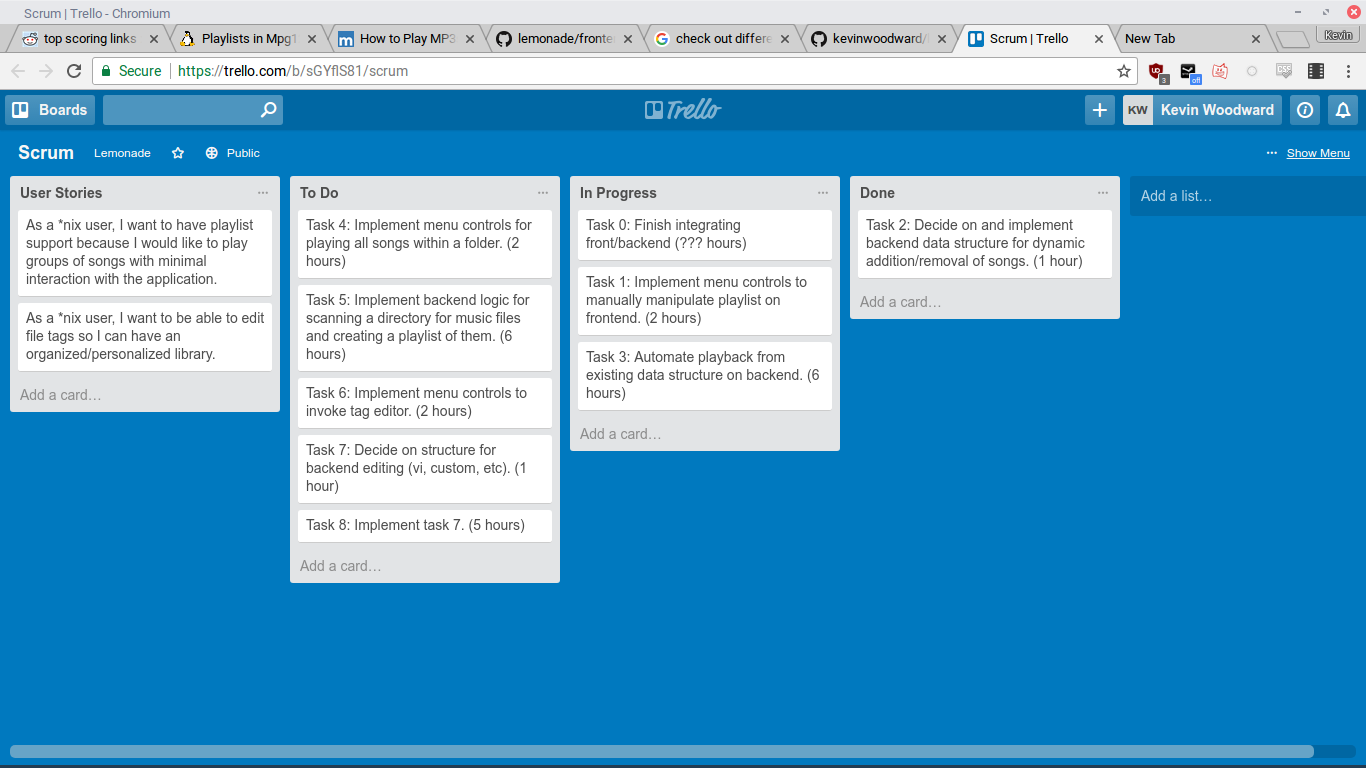 Scrum | Trello - Chromium
top scoring links
Playlists in Mpg1
How to Play MP3
lemonade/fronte
check out differe
kevinwoodward/
Scrum | Trello
New Tab
Kevin
Secure
https://trello.com/b/sGYflS81/scrum
3
off
Boards
Trello
KW
Kevin Woodward
Scrum
Lemonade
Public
Show Menu
User Stories
As a *nix user, I want to have playlist
support because I would like to play
groups of songs with minimal
interaction with the application.
As a *nix user, I want to be able to edit
file tags so I can have an
organized/personalized library.
Add a card…
To Do
Task 4: Implement menu controls for
playing all songs within a folder. (2
hours)
Task 5: Implement backend logic for
scanning a directory for music files
and creating a playlist of them. (6
hours)
Task 6: Implement menu controls to
invoke tag editor. (2 hours)
Task 7: Decide on structure for
backend editing (vi, custom, etc). (1
hour)
Task 8: Implement task 7. (5 hours)
Add a card…
In Progress
Task 0: Finish integrating
front/backend (??? hours)
Task 1: Implement menu controls to
manually manipulate playlist on
frontend. (2 hours)
Task 3: Automate playback from
existing data structure on backend. (6
hours)
Add a card…
Done
Task 2: Decide on and implement
backend data structure for dynamic
addition/removal of songs. (1 hour)
Add a card…
Add a list…